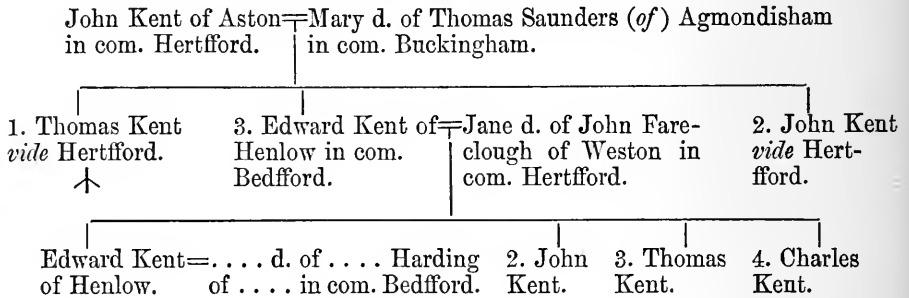 John Kent of Aston=Mary d. of Thomas Saunders (of) Agmondisham
in com. Hertfford. in com. Buckingham.
1. Thomas Kent 3. Edward Kent of=Jane d. of John Fare- 2. John Kent
vide Hertfford. Henlow in com. clough of Weston in vide Hert-
Bedfford. com. Hertfford. fford.
Edward Kent=.... d. of .... Harding 2. John 3. Thomas 4. Charles
of Henlow. of .... in com. Bedfford. Kent. Kent. Kent.